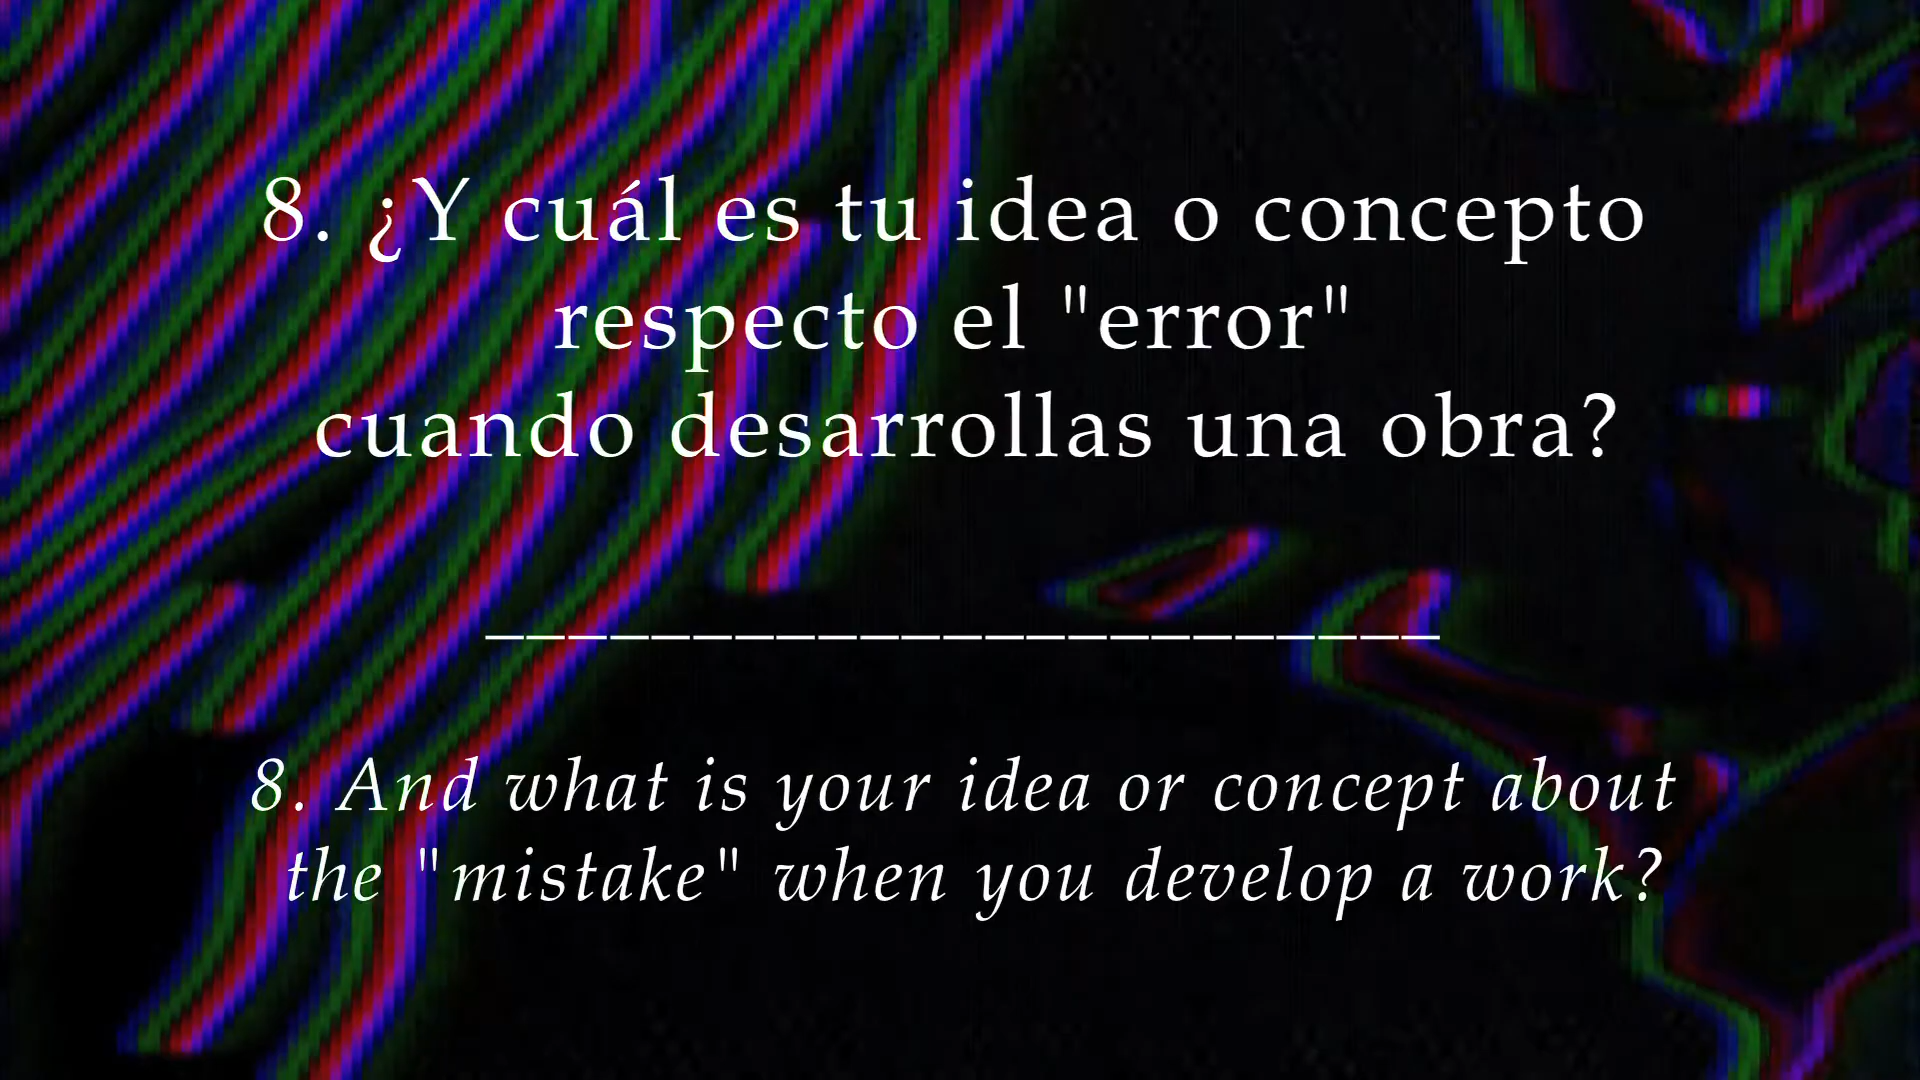 8. ¿Y cuál es tu idea o concepto
respecto el "error"
cuando desarrollas una obra?
_______________________
8. And what is your idea or concept about
the "mistake" when you develop a work?